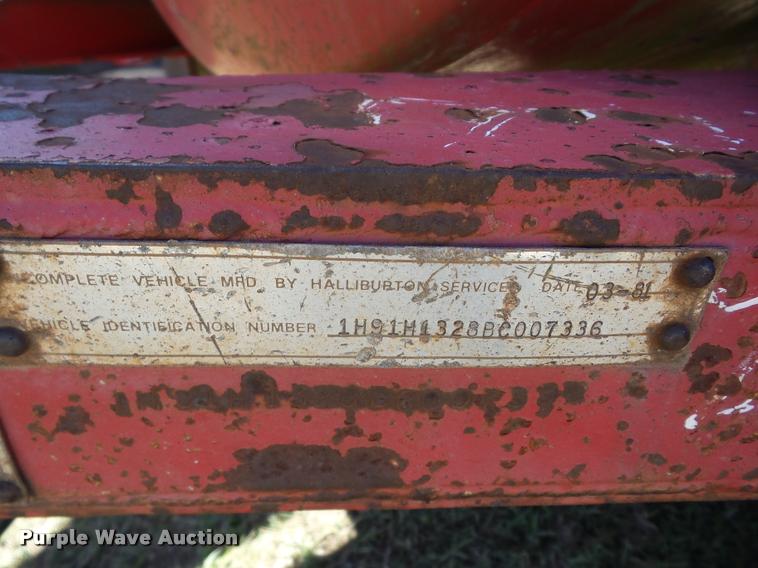 COMPLETE VEHICLE MFD BY HALLIBURTON SERVICES DATE 03-81
VEHICLE IDENTIFICATION NUMBER 1H91H1328BC007336
Purple Wave Auction